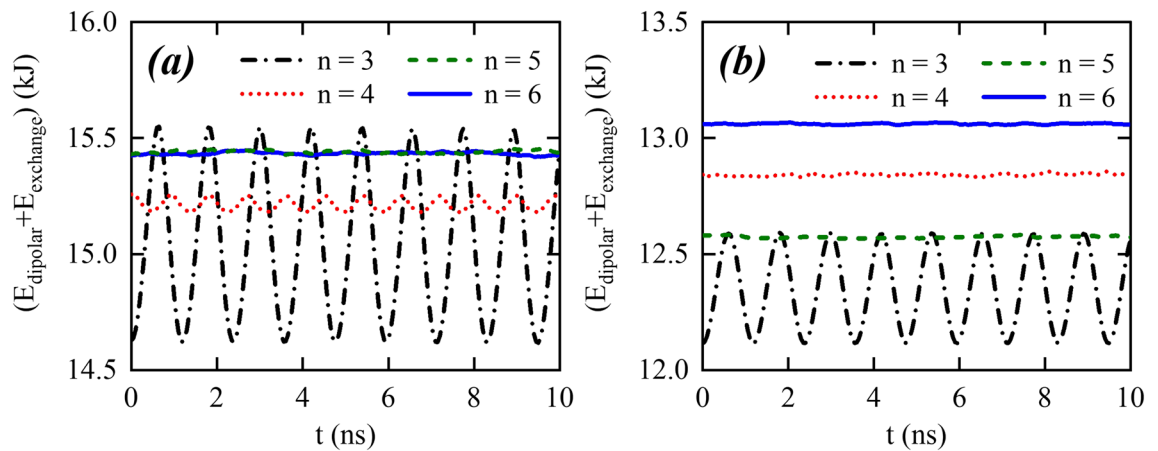 (a)
n = 3
n = 5
n = 4
n = 6
(E_dipolar+E_exchange) (kJ)
16.0
15.5
15.0
14.5
0
2
4
6
8
10
t (ns)
(b)
n = 3
n = 5
n = 4
n = 6
(E_dipolar+E_exchange) (kJ)
13.5
13.0
12.5
12.0
0
2
4
6
8
10
t (ns)